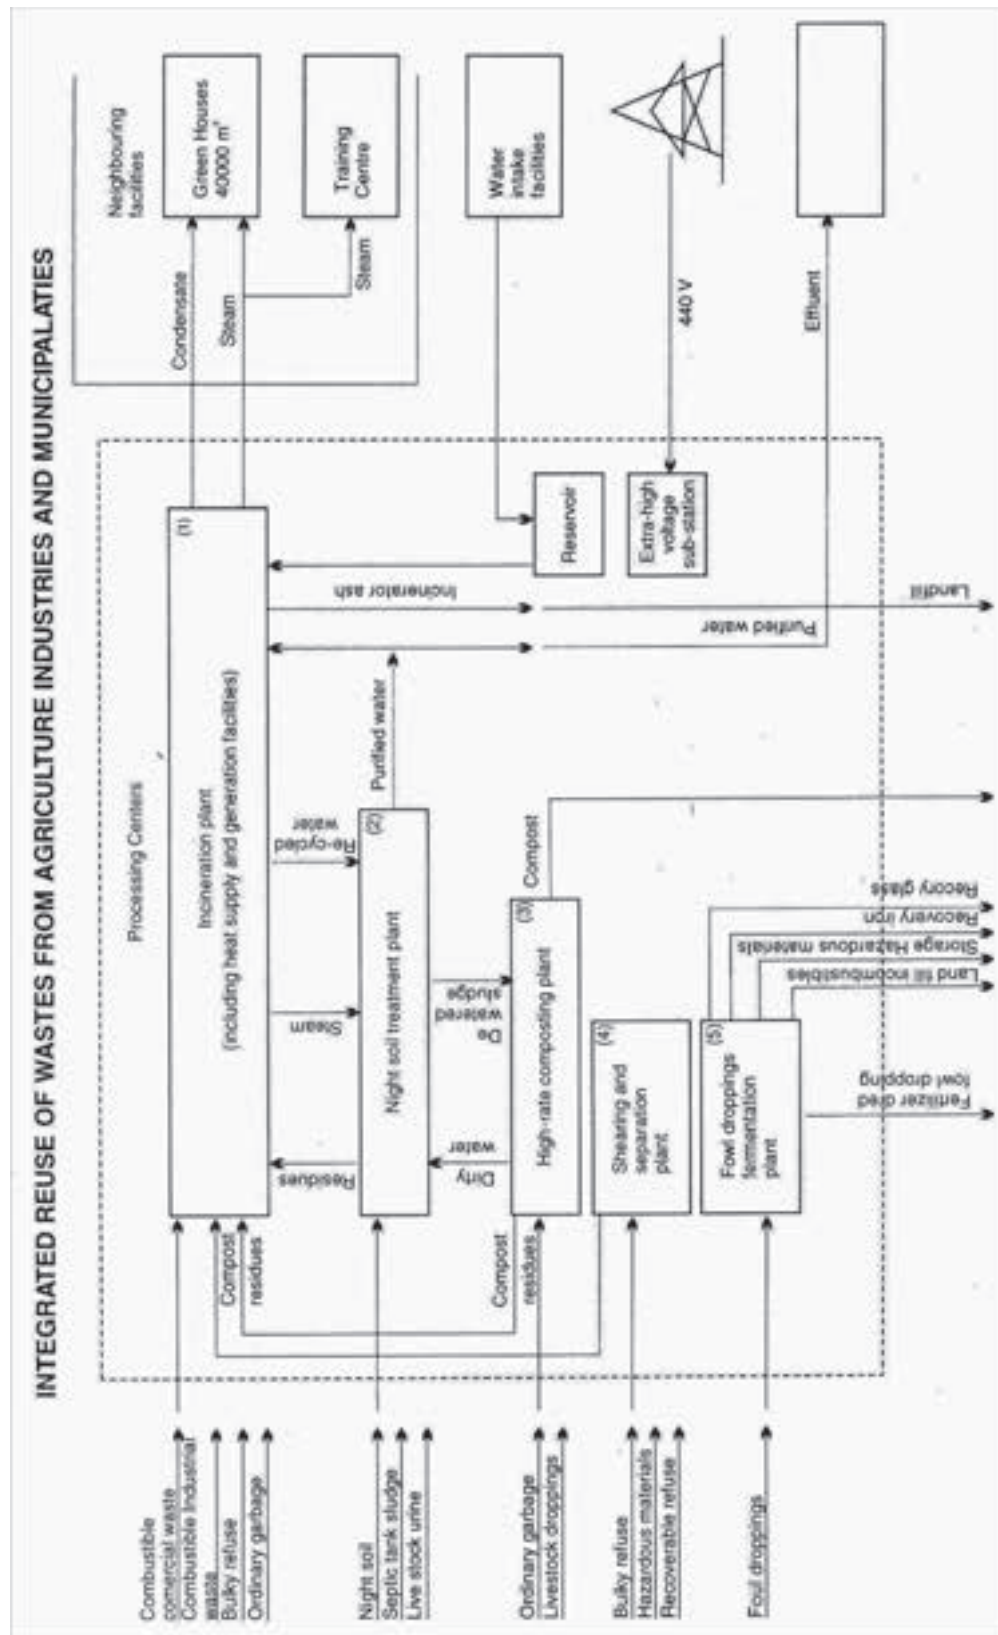 INTEGRATED REUSE OF WASTES FROM AGRICULTURE INDUSTRIES AND MUNICIPALATIES
Combustible
comercial waste
Combustible Industrial
waste
Bulky refuse
Ordinary garbage
Night soil
Septic tank sludge
Live stock urine
Ordinary garbage
Livestock droppings
Bulky refuse
Hazardous materials
Recoverable refuse
Foul droppings
Processing Centers
(1)
Incineration plant
(including heat supply and generation facilities)
Compost
residues
Residues
Steam
Re-cycled
water
(2)
Night soil treatment plant
Purified water
Dirty
water
De
watered
sludge
Compost
residues
(3)
High-rate composting plant
Compost
(4)
Shearing and
separation
plant
(5)
Fowl droppings
fermentation
plant
Fertilizer dried
fowl dropping
Land fill incombustibles
Storage Hazardous materials
Recovery iron
Recory glass
Incinerator ash
Landfill
Purified water
Reservoir
Extra-high
voltage
sub-station
Condensate
Steam
Steam
Neighbouring
facilities
Green Houses
40000 m²
Training
Centre
Water
intake
facilities
440 V
Effluent